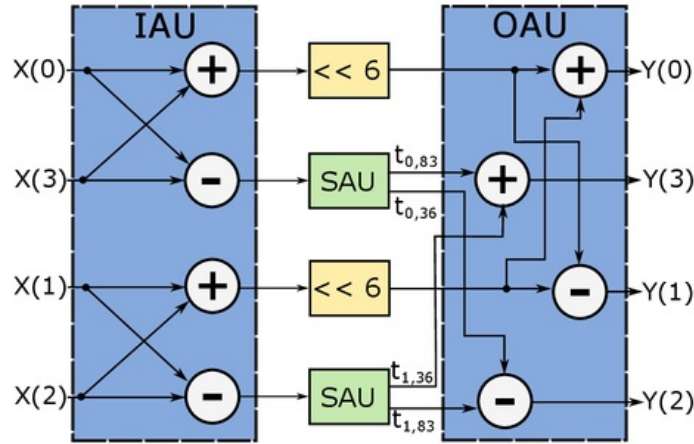 IAU
OAU
X(0)
+
<< 6
+
Y(0)
X(3)
-
SAU
t0,83
t0,36
+
Y(3)
X(1)
+
<< 6
-
Y(1)
X(2)
-
SAU
t1,36
t1,83
-
Y(2)